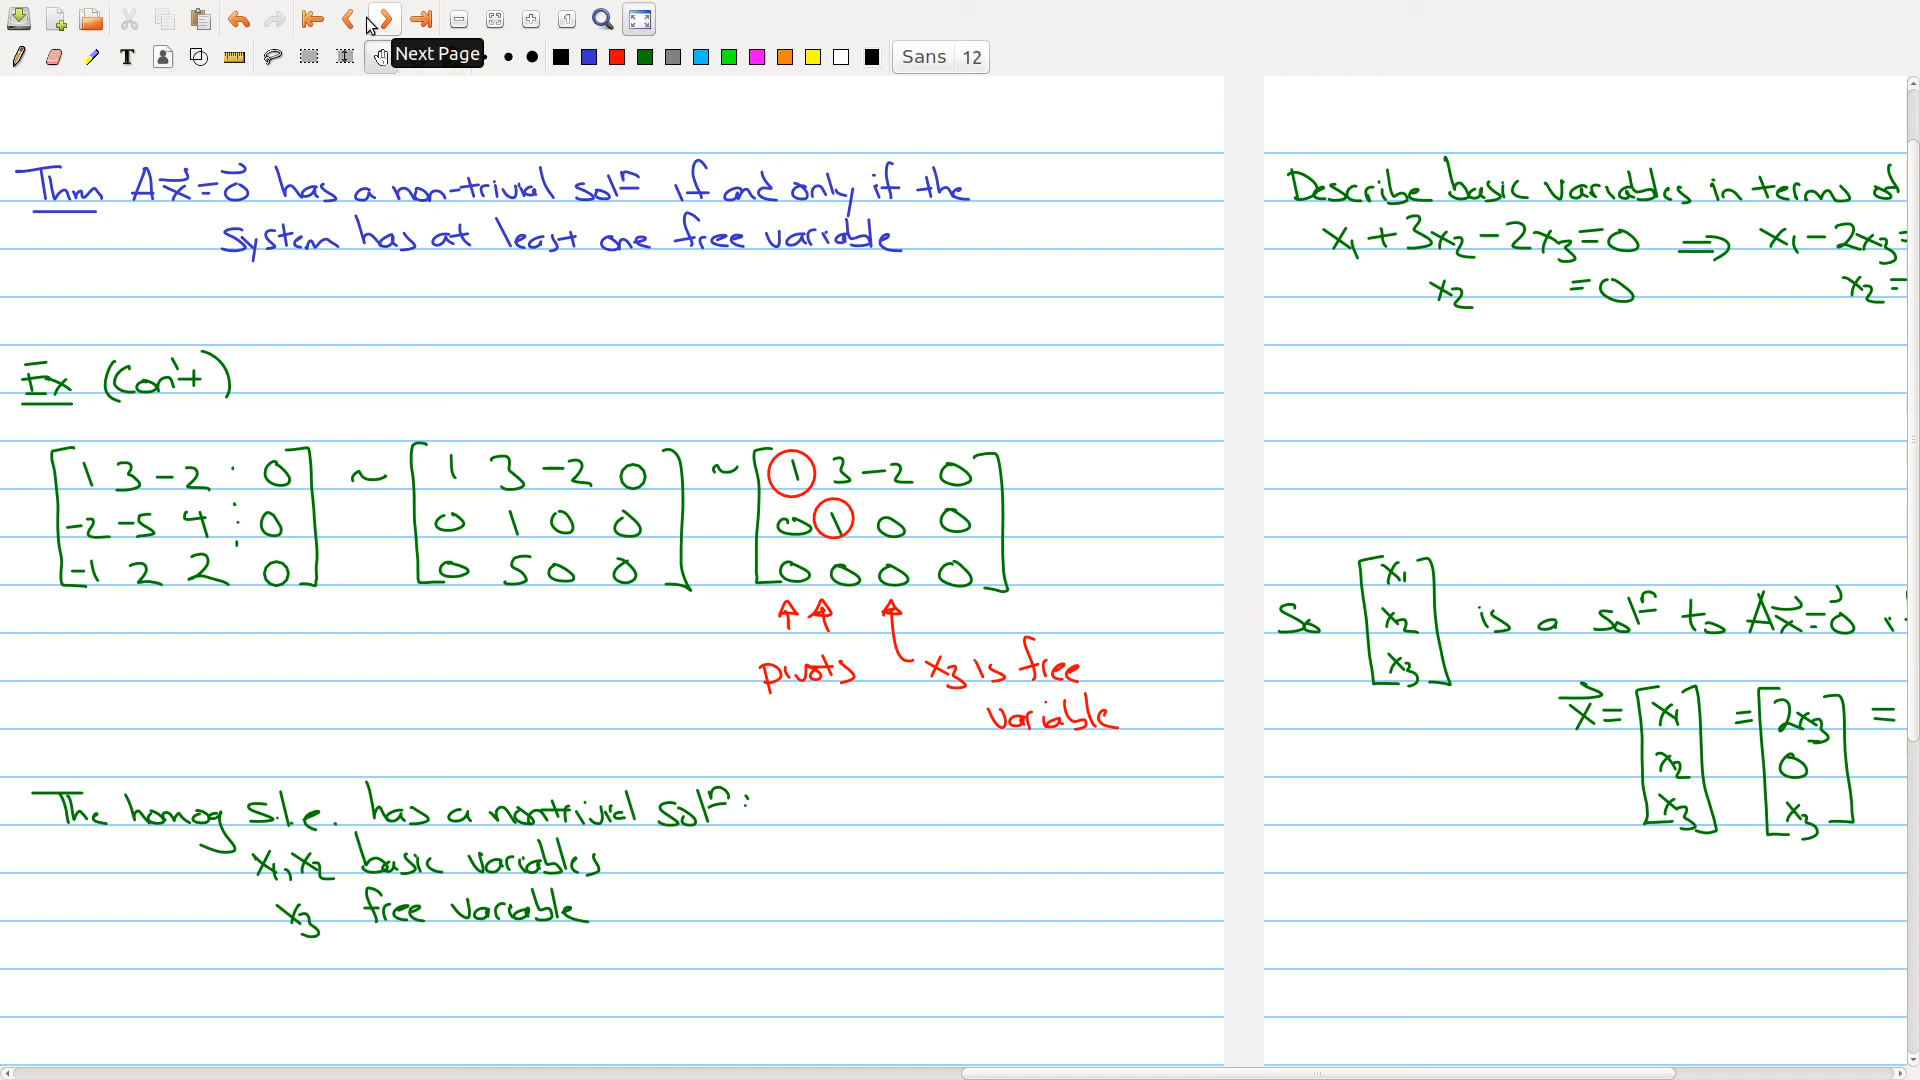 Next Page
Sans 12
Thm Ax⃗=0⃗ has a non-trivial solⁿ if and only if the
system has at least one free variable
Ex (Con't)
[1 3 -2 : 0] ~ [1 3 -2 0] ~ [1 3 -2 0]
[-2 -5 4 : 0] [0 1 0 0] [0 1 0 0]
[-1 2 2 0] [0 5 0 0] [0 0 0 0]
pivots x₃ is free
variable
The homog s.l.e. has a nontrivial solⁿ:
x₁, x₂ basic variables
x₃ free variable
Describe basic variables in terms of
x₁ + 3x₂ - 2x₃ = 0 ⇒ x₁ - 2x₃ =
x₂ = 0 x₂ =
So [x₁ x₂ x₃] is a solⁿ to Ax⃗=0⃗
x⃗ = [x₁ x₂ x₃] = [2x₃ 0 x₃] =